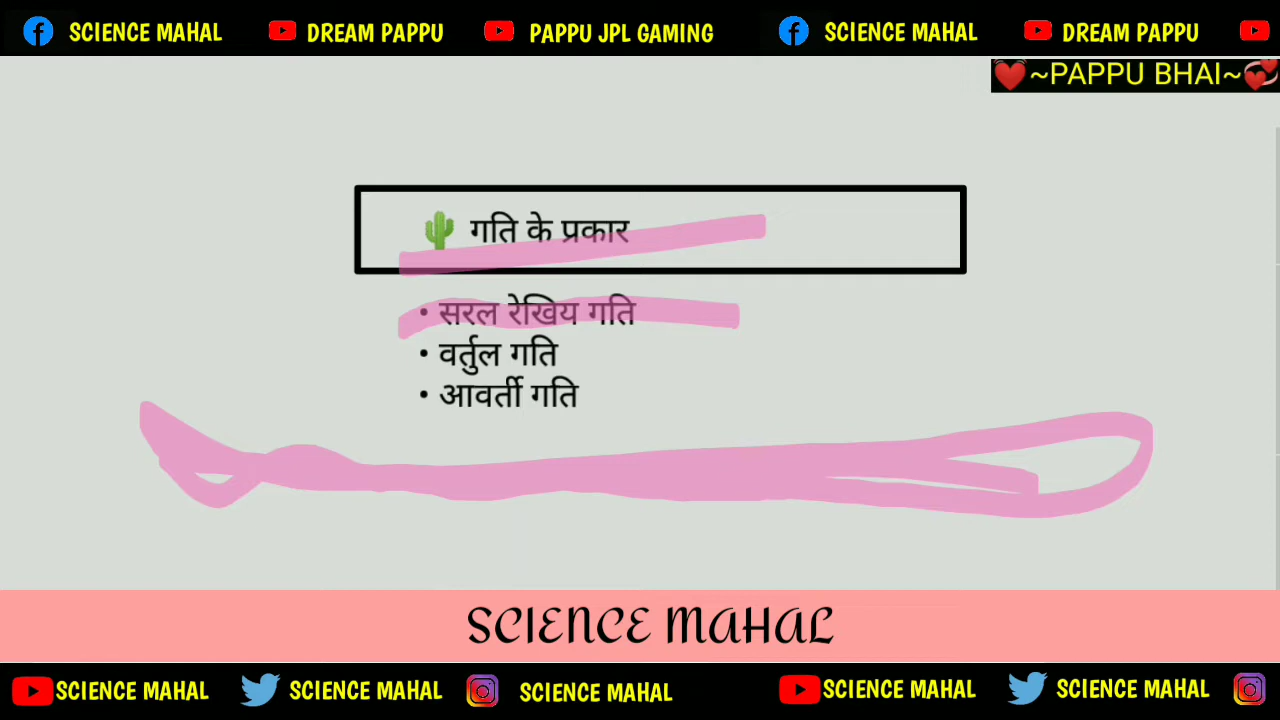 SCIENCE MAHAL DREAM PAPPU PAPPU JPL GAMING SCIENCE MAHAL DREAM PAPPU
~PAPPU BHAI~
गति के प्रकार
• सरल रेखिय गति
• वर्तुल गति
• आवर्ती गति
SCIENCE MAHAL
SCIENCE MAHAL SCIENCE MAHAL SCIENCE MAHAL SCIENCE MAHAL SCIENCE MAHAL